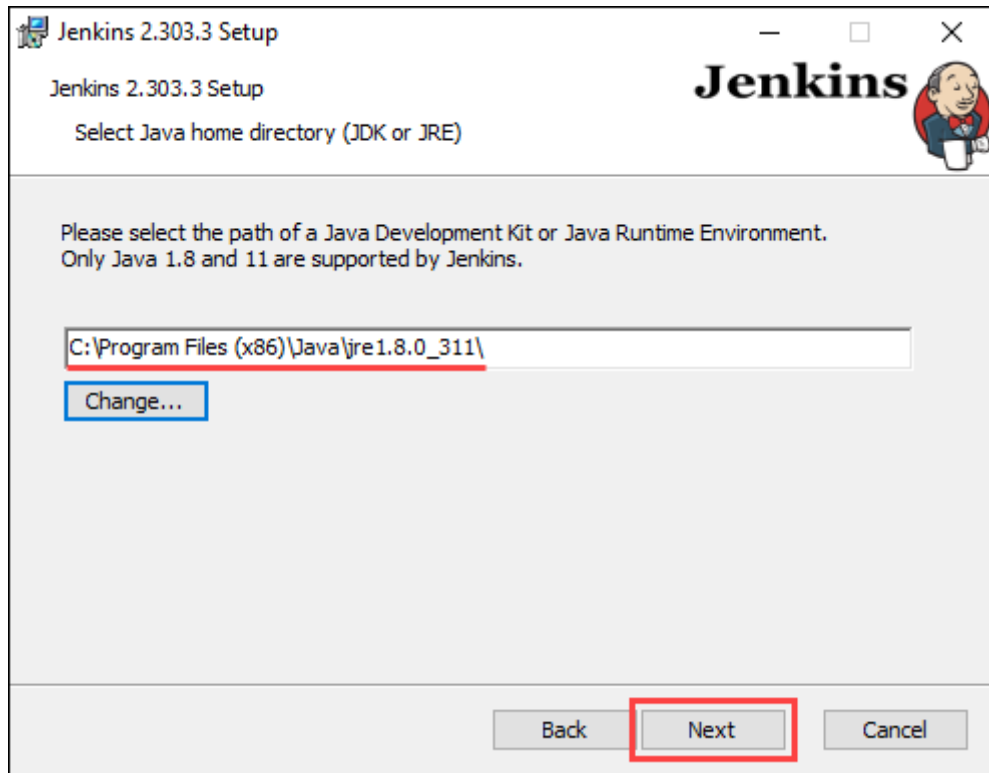 Jenkins 2.303.3 Setup
Jenkins 2.303.3 Setup
Jenkins
Select Java home directory (JDK or JRE)
Please select the path of a Java Development Kit or Java Runtime Environment.
Only Java 1.8 and 11 are supported by Jenkins.
C:\Program Files (x86)\Java\jre1.8.0_311\
Change...
Back
Next
Cancel